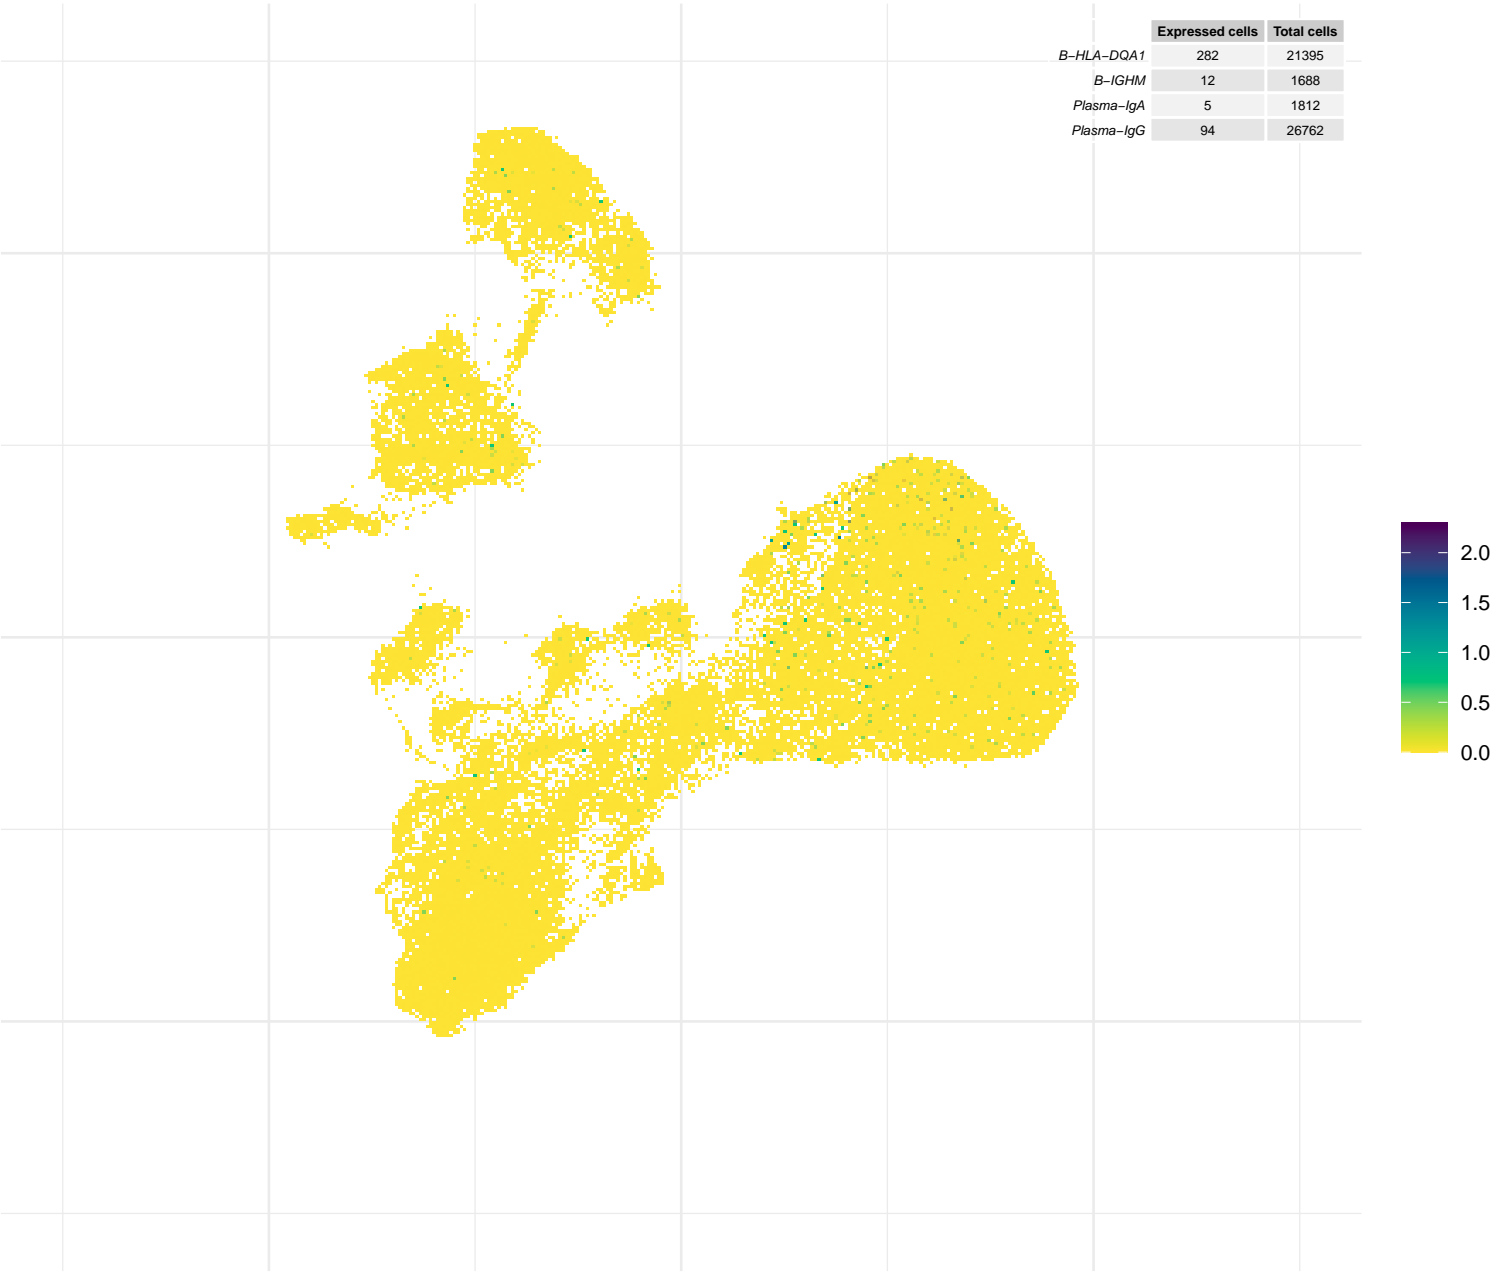 Expressed cells Total cells
B−HLA−DQA1 282 21395
B−IGHM 12 1688
Plasma−IgA 5 1812
Plasma−IgG 94 26762
2.0
1.5
1.0
0.5
0.0